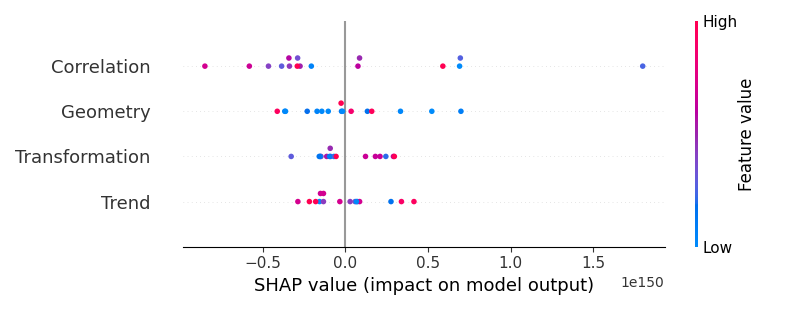 High
Correlation
Geometry
Feature value
Transformation
Trend
Low
−0.5 0.0 0.5 1.0 1.5
1e150
SHAP value (impact on model output)